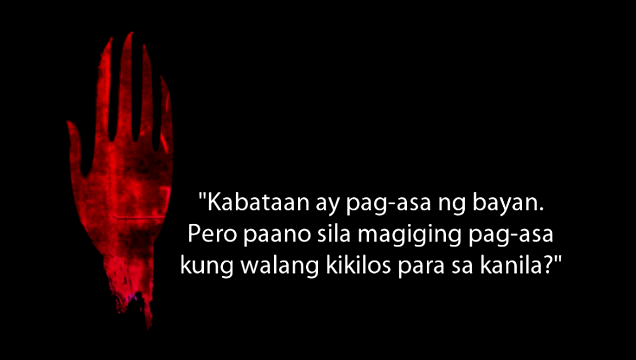 "Kabataan ay pag-asa ng bayan.
Pero paano sila magiging pag-asa
kung walang kikilos para sa kanila?"